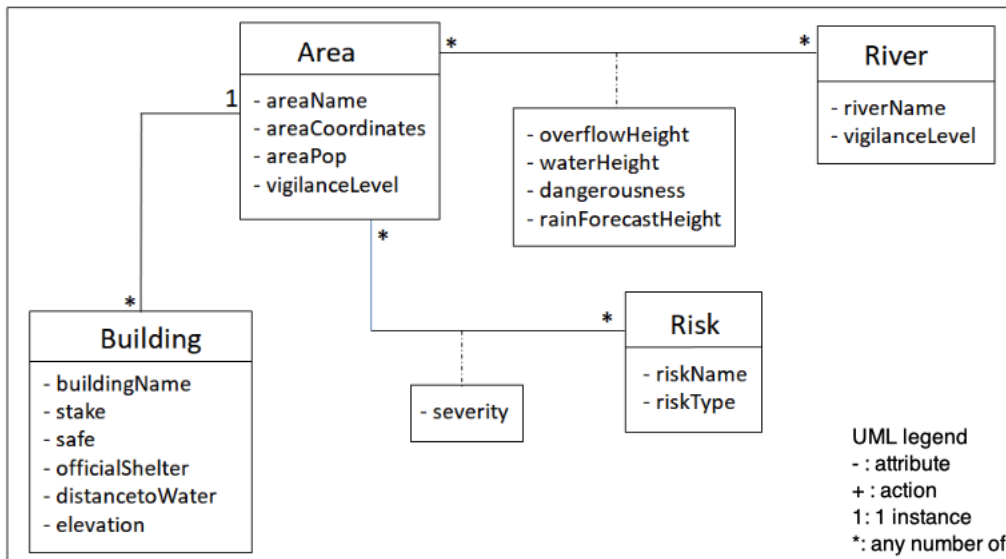 Area
- areaName
- areaCoordinates
- areaPop
- vigilanceLevel
*
*
River
- riverName
- vigilanceLevel
- overflowHeight
- waterHeight
- dangerousness
- rainForecastHeight
1
*
*
*
Building
- buildingName
- stake
- safe
- officialShelter
- distancetoWater
- elevation
- severity
Risk
- riskName
- riskType
UML legend
- : attribute
+ : action
1: 1 instance
*: any number of